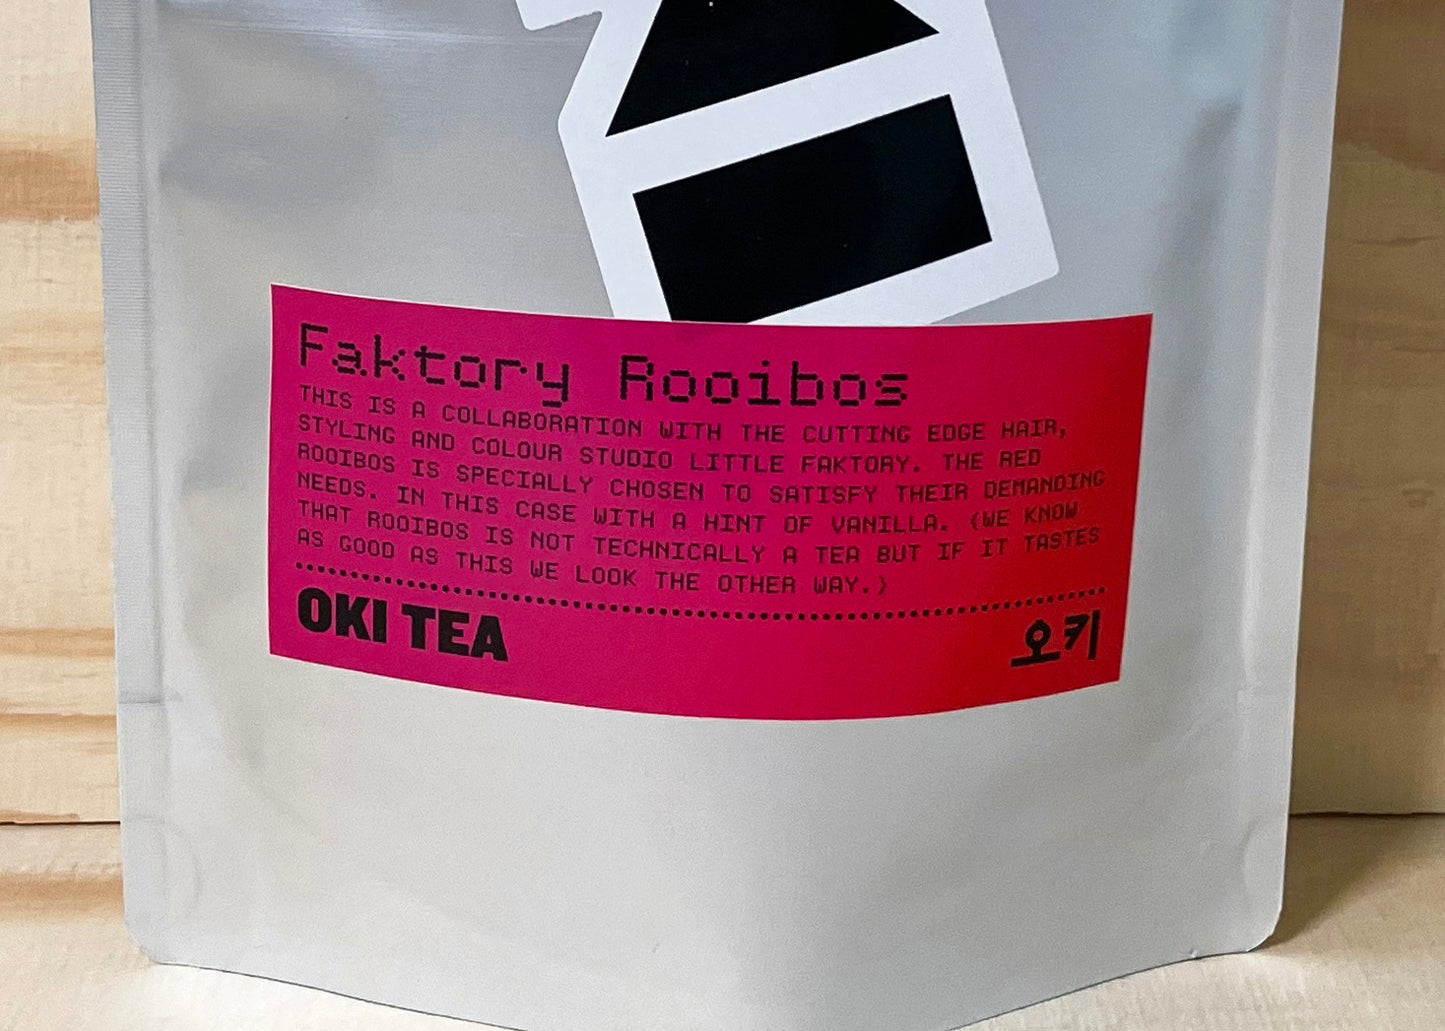 Faktory Rooibos
THIS IS A COLLABORATION WITH THE CUTTING EDGE HAIR,
STYLING AND COLOUR STUDIO LITTLE FAKTORY. THE RED
ROOIBOS IS SPECIALLY CHOSEN TO SATISFY THEIR DEMANDING
NEEDS. IN THIS CASE WITH A HINT OF VANILLA. (WE KNOW
THAT ROOIBOS IS NOT TECHNICALLY A TEA BUT IF IT TASTES
AS GOOD AS THIS WE LOOK THE OTHER WAY.)
OKI TEA
오키